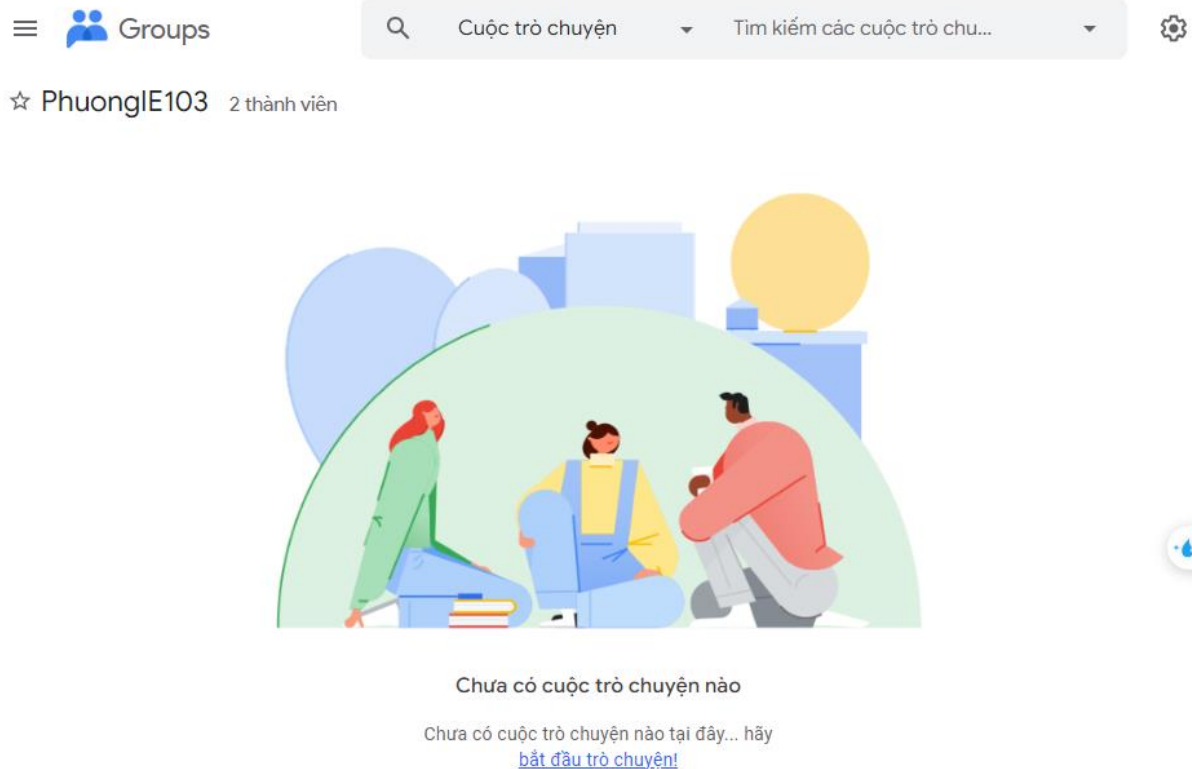 Groups
Cuộc trò chuyện
Tìm kiếm các cuộc trò chu...
PhuongIE103 2 thành viên
Chưa có cuộc trò chuyện nào
Chưa có cuộc trò chuyện nào tại đây... hãy
bắt đầu trò chuyện!